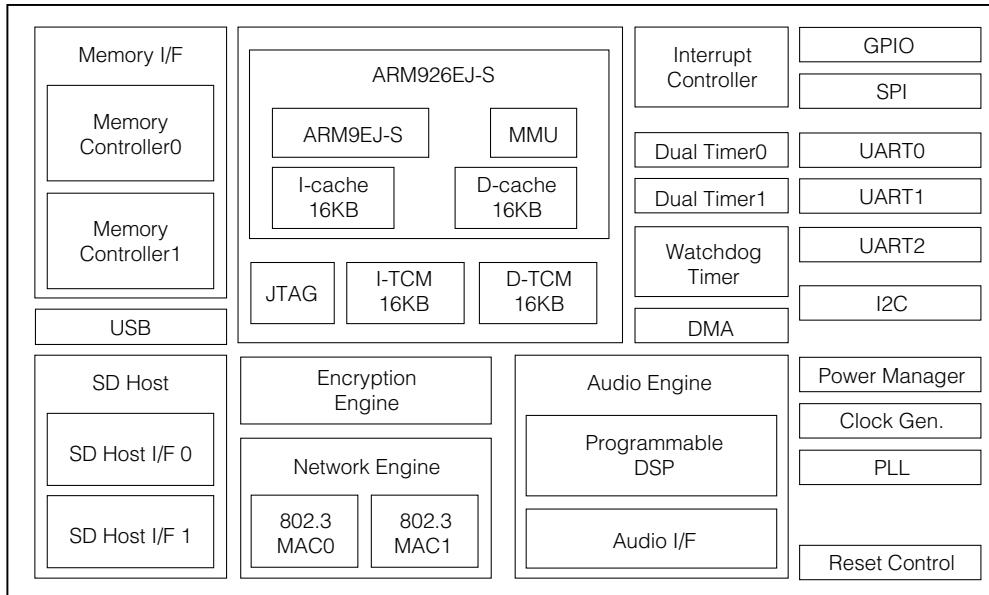 Memory I/F
Memory
Controller0
Memory
Controller1
USB
ARM926EJ-S
ARM9EJ-S
MMU
I-cache
16KB
D-cache
16KB
JTAG
I-TCM
16KB
D-TCM
16KB
Interrupt
Controller
Dual Timer0
Dual Timer1
Watchdog
Timer
DMA
GPIO
SPI
UART0
UART1
UART2
I2C
SD Host
SD Host I/F 0
SD Host I/F 1
Encryption
Engine
Network Engine
802.3
MAC0
802.3
MAC1
Audio Engine
Programmable
DSP
Audio I/F
Power Manager
Clock Gen.
PLL
Reset Control